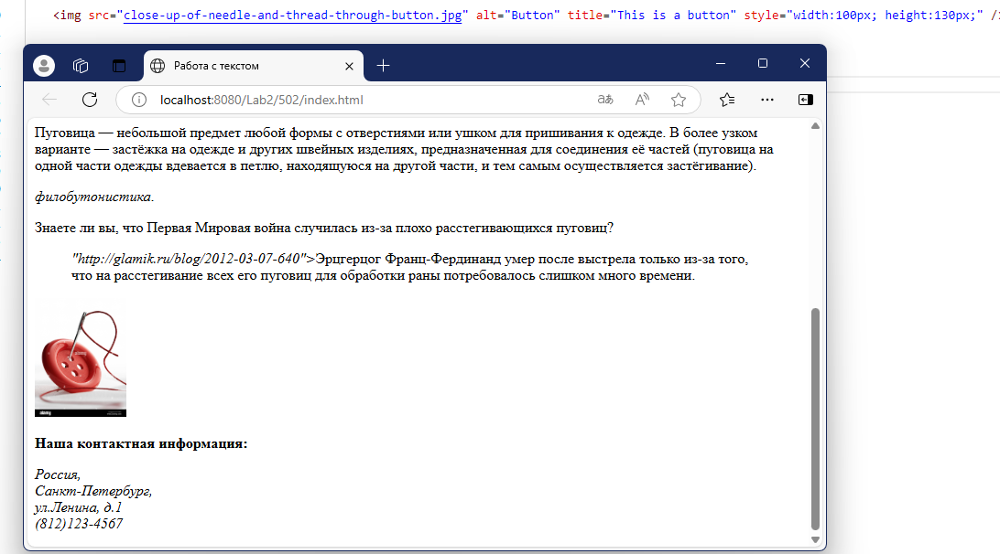 <img src="close-up-of-needle-and-thread-through-button.jpg" alt="Button" title="This is a button" style="width:100px; height:130px;" /
Работа с текстом
localhost:8080/Lab2/502/index.html
Пуговица — небольшой предмет любой формы с отверстиями или ушком для пришивания к одежде. В более узком
варианте — застёжка на одежде и других швейных изделиях, предназначенная для соединения её частей (пуговица на
одной части одежды вдевается в петлю, находящуюся на другой части, и тем самым осуществляется застёгивание).
филобутонистика.
Знаете ли вы, что Первая Мировая война случилась из-за плохо расстегивающихся пуговиц?
"http://glamik.ru/blog/2012-03-07-640">Эрцгерцог Франц-Фердинанд умер после выстрела только из-за того,
что на расстегивание всех его пуговиц для обработки раны потребовалось слишком много времени.
Наша контактная информация:
Россия,
Санкт-Петербург,
ул.Ленина, д.1
(812)123-4567